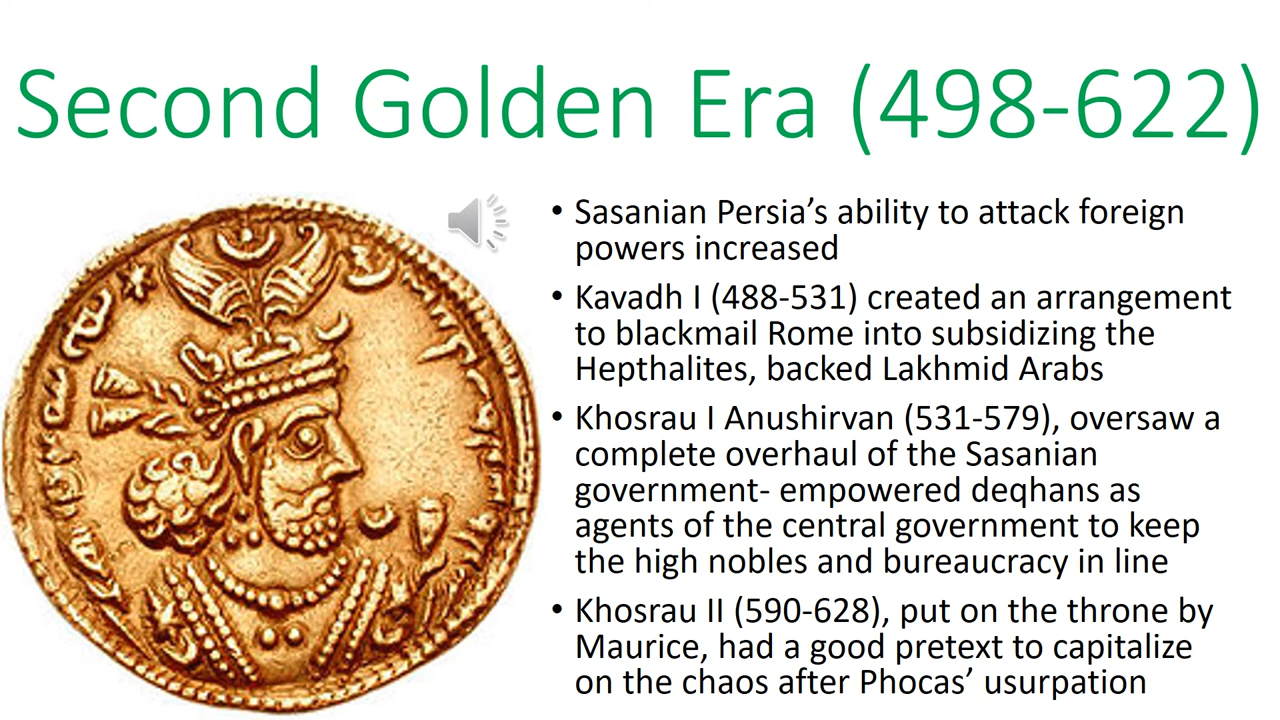 Second Golden Era (498-622)
• Sasanian Persia’s ability to attack foreign
powers increased
• Kavadh I (488-531) created an arrangement
to blackmail Rome into subsidizing the
Hepthalites, backed Lakhmid Arabs
• Khosrau I Anushirvan (531-579), oversaw a
complete overhaul of the Sasanian
government- empowered deqhans as
agents of the central government to keep
the high nobles and bureaucracy in line
• Khosrau II (590-628), put on the throne by
Maurice, had a good pretext to capitalize
on the chaos after Phocas’ usurpation